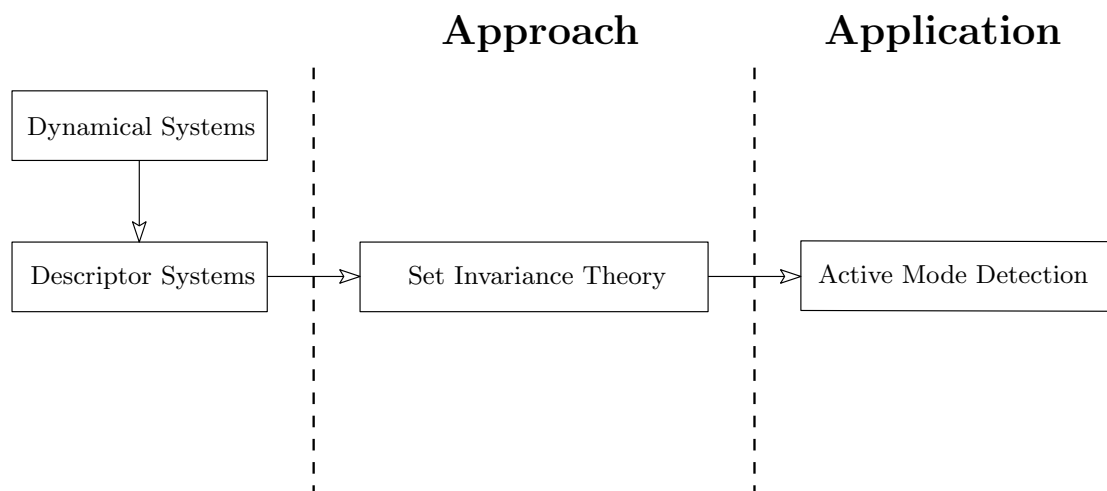 Approach
Application
Dynamical Systems
Descriptor Systems
Set Invariance Theory
Active Mode Detection